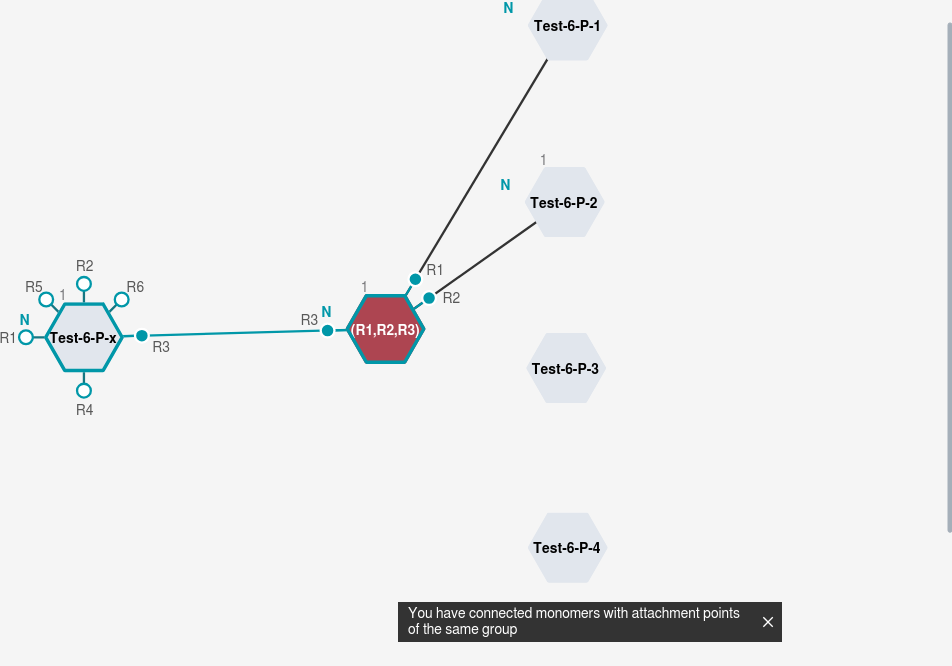 N
Test-6-P-1
1
N
Test-6-P-2
R2
R5
1
R6
N
R1
Test-6-P-x
R3
R4
1
R1
R2
N
R3
(R1,R2,R3)
Test-6-P-3
Test-6-P-4
You have connected monomers with attachment points
of the same group